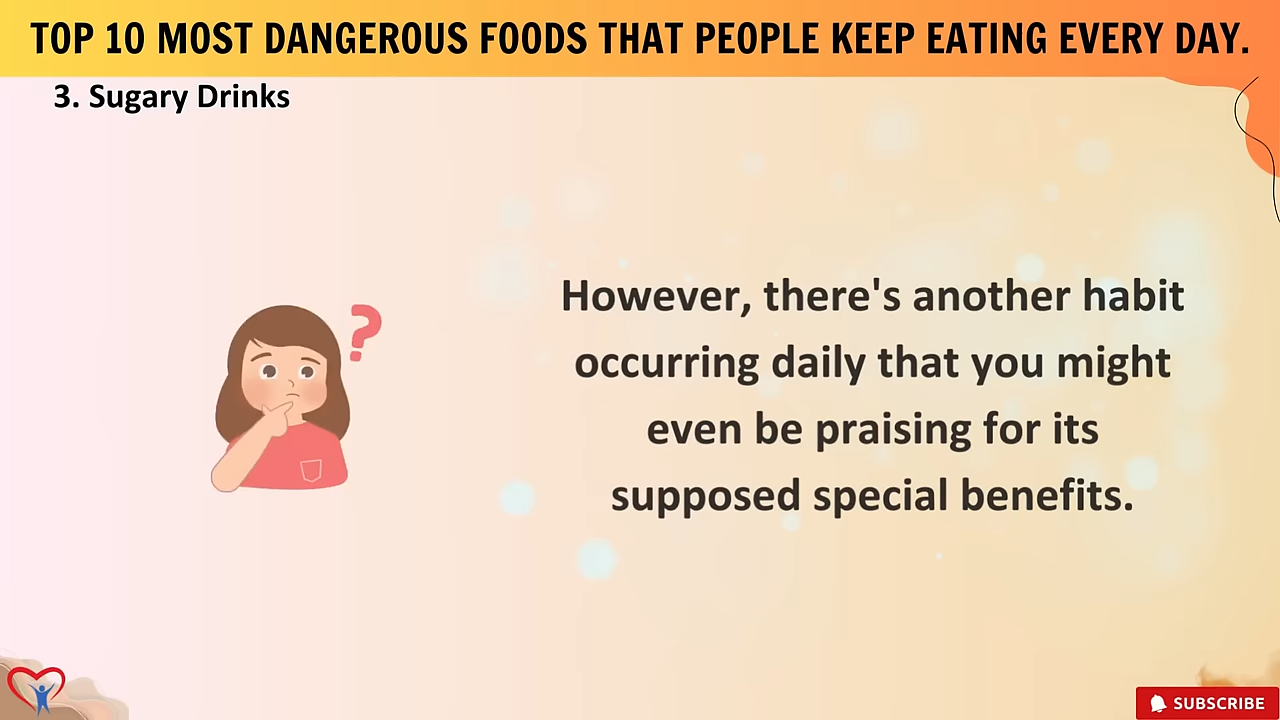 TOP 10 MOST DANGEROUS FOODS THAT PEOPLE KEEP EATING EVERY DAY.
3. Sugary Drinks
?
However, there's another habit
occurring daily that you might
even be praising for its
supposed special benefits.
SUBSCRIBE